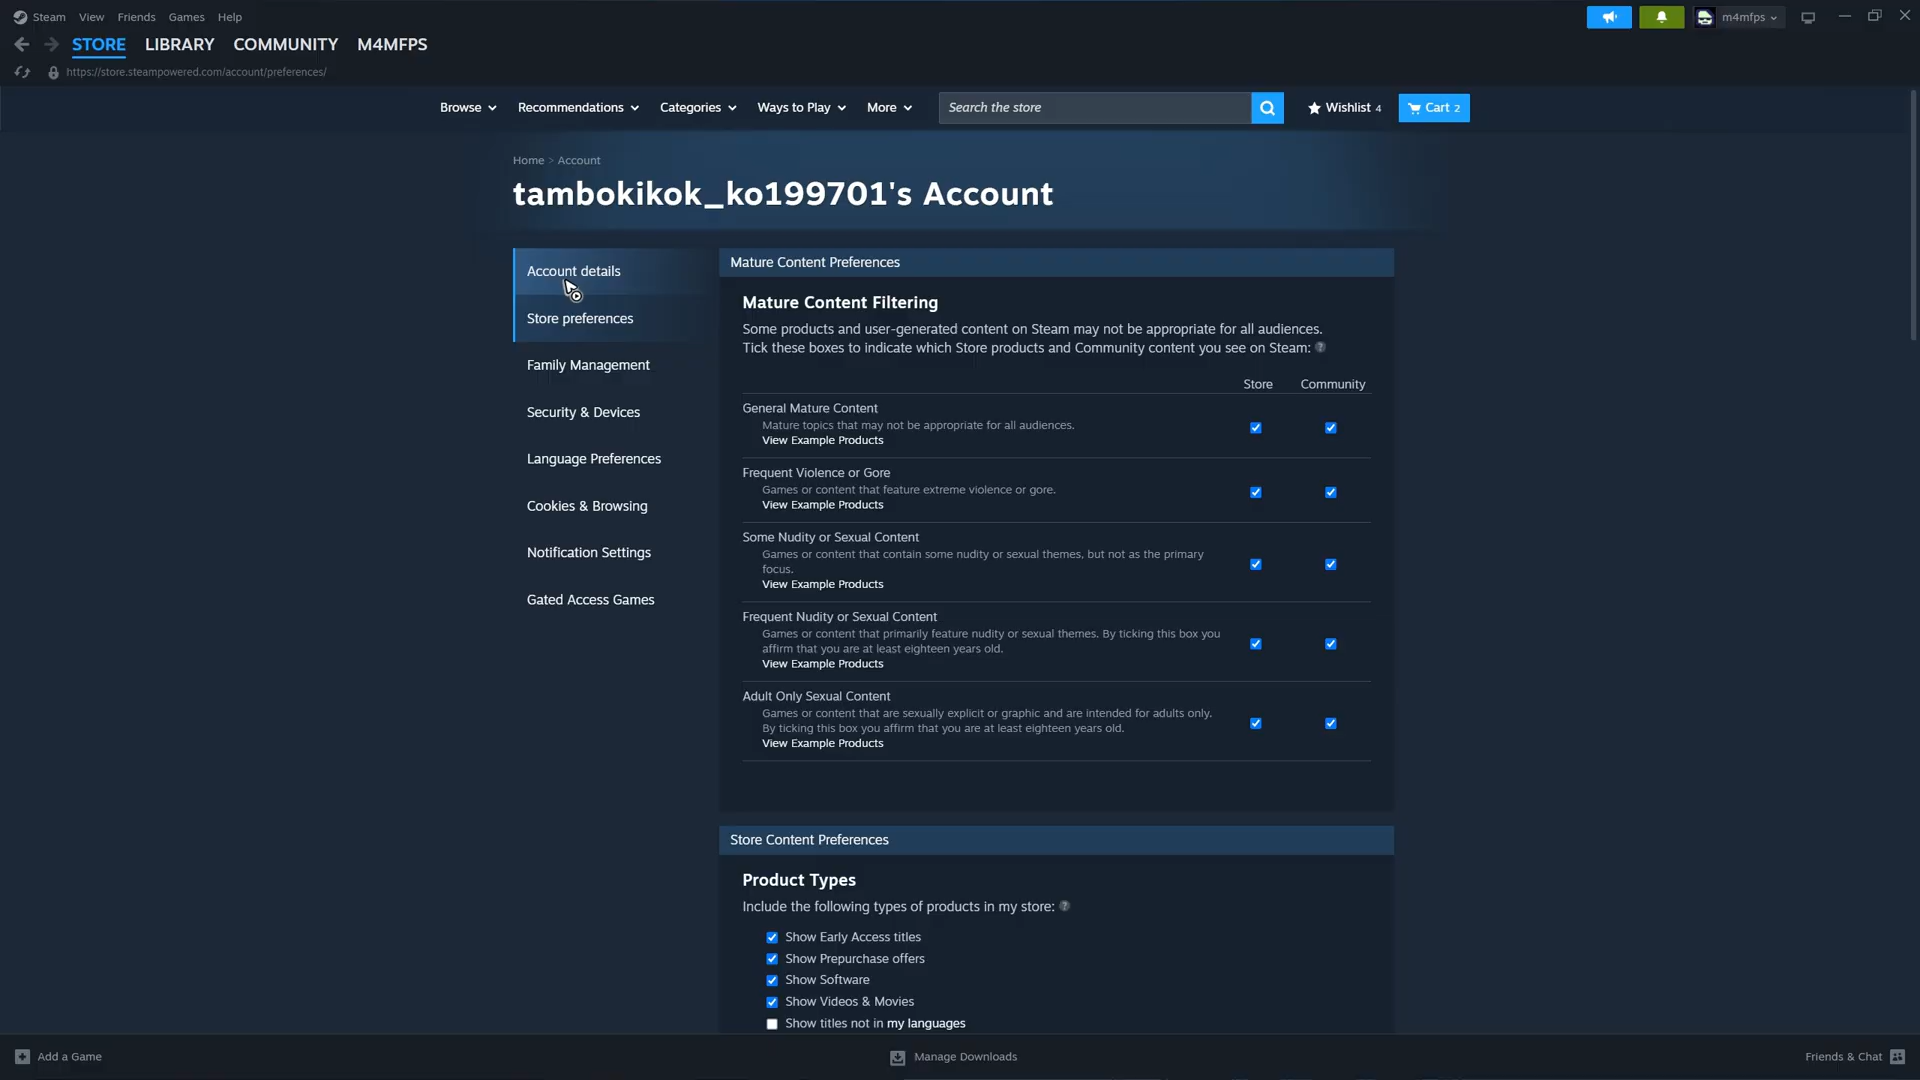 Steam View Friends Games Help
m4mfps
STORE LIBRARY COMMUNITY M4MFPS
https://store.steampowered.com/account/preferences/
Browse Recommendations Categories Ways to Play More Search the store Wishlist 4 Cart 2
Home > Account
tambokikok_ko199701's Account
Account details
Store preferences
Family Management
Security & Devices
Language Preferences
Cookies & Browsing
Notification Settings
Gated Access Games
Mature Content Preferences
Mature Content Filtering
Some products and user-generated content on Steam may not be appropriate for all audiences.
Tick these boxes to indicate which Store products and Community content you see on Steam: ?
Store Community
General Mature Content
Mature topics that may not be appropriate for all audiences.
View Example Products
Frequent Violence or Gore
Games or content that feature extreme violence or gore.
View Example Products
Some Nudity or Sexual Content
Games or content that contain some nudity or sexual themes, but not as the primary
focus.
View Example Products
Frequent Nudity or Sexual Content
Games or content that primarily feature nudity or sexual themes. By ticking this box you
affirm that you are at least eighteen years old.
View Example Products
Adult Only Sexual Content
Games or content that are sexually explicit or graphic and are intended for adults only.
By ticking this box you affirm that you are at least eighteen years old.
View Example Products
Store Content Preferences
Product Types
Include the following types of products in my store: ?
Show Early Access titles
Show Prepurchase offers
Show Software
Show Videos & Movies
Show titles not in my languages
Add a Game Manage Downloads Friends & Chat